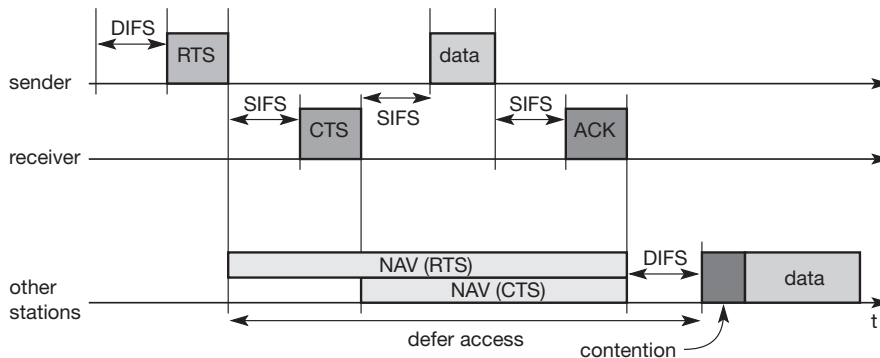 DIFS
RTS
data
sender
SIFS
SIFS
SIFS
CTS
ACK
receiver
NAV (RTS)
DIFS
NAV (CTS)
data
other
stations
t
defer access
contention